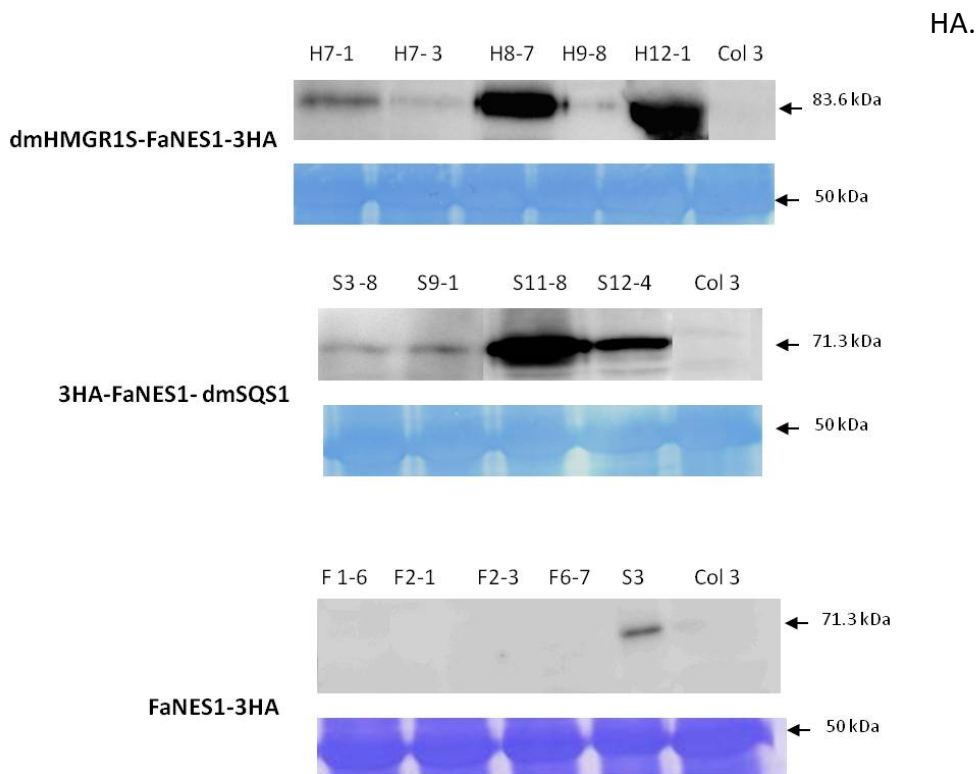 HA.
H7-1 H7- 3 H8-7 H9-8 H12-1 Col 3
83.6 kDa
dmHMGR1S-FaNES1-3HA
50 kDa
S3 -8 S9-1 S11-8 S12-4 Col 3
71.3 kDa
3HA-FaNES1- dmSQS1
50 kDa
F 1-6 F2-1 F2-3 F6-7 S3 Col 3
71.3 kDa
FaNES1-3HA
50 kDa